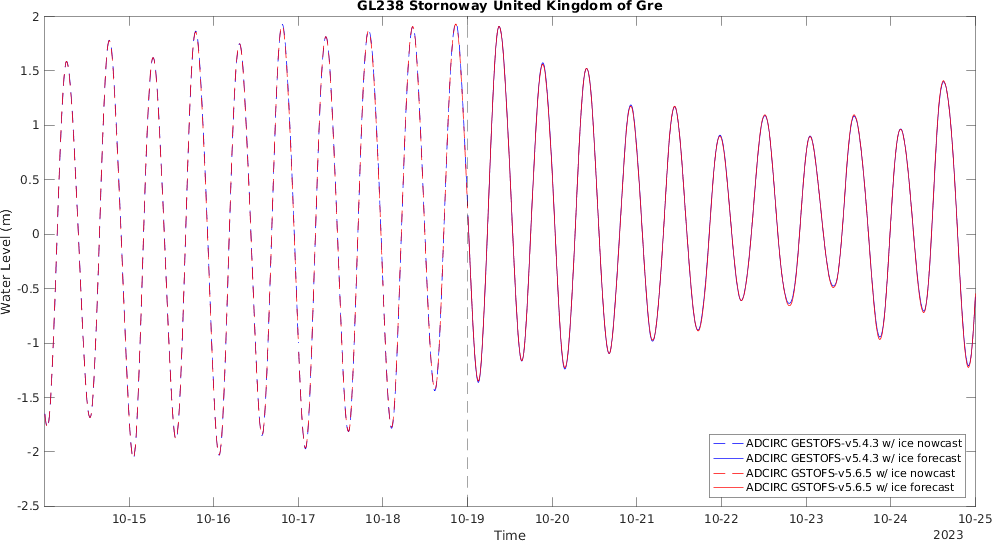 GL238 Stornoway United Kingdom of Gre
2
1.5
1
0.5
0
-0.5
-1
-1.5
-2
-2.5
Water Level (m)
ADCIRC GESTOFS-v5.4.3 w/ ice nowcast
ADCIRC GESTOFS-v5.4.3 w/ ice forecast
ADCIRC GSTOFS-v5.6.5 w/ ice nowcast
ADCIRC GSTOFS-v5.6.5 w/ ice forecast
10-15 10-16 10-17 10-18 10-19 10-20 10-21 10-22 10-23 10-24 10-25
Time
2023